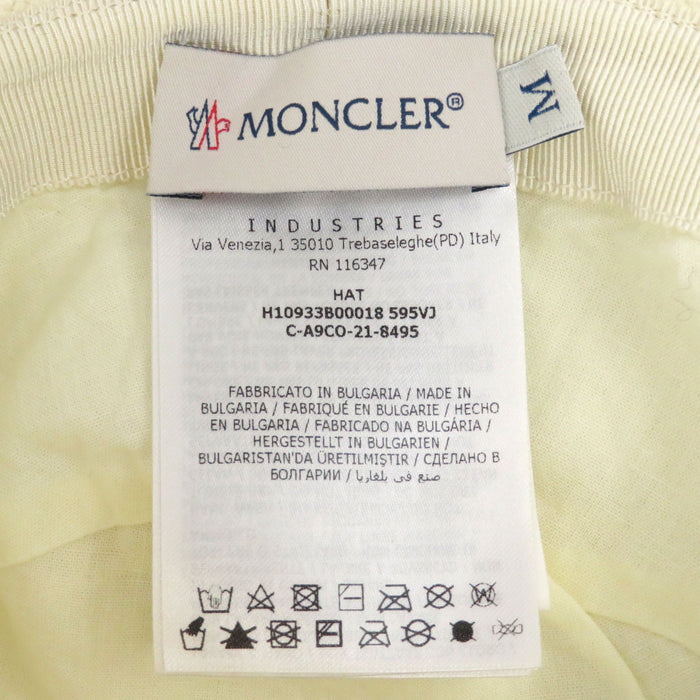 MONCLER®
M
INDUSTRIES
Via Venezia,1 35010 Trebaseleghe(PD) Italy
RN 116347
HAT
H10933B00018 595VJ
C-A9CO-21-8495
FABBRICATO IN BULGARIA / MADE IN
BULGARIA / FABRIQUÉ EN BULGARIE / HECHO
EN BULGARIA / FABRICADO NA BULGÁRIA /
HERGESTELLT IN BULGARIEN /
BULGARISTAN'DA ÜRETILMIŞTIR / СДЕЛАНО В
БОЛГАРИИ / صنع في بلغاريا